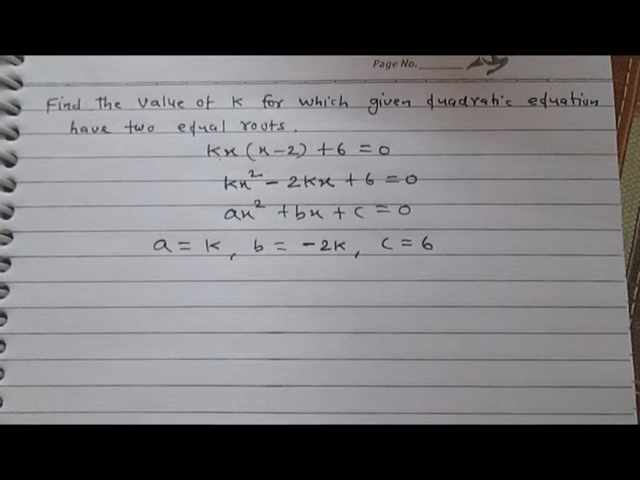 Page No.
Find the value of k for which given quadratic equation
have two equal roots.
kx(x-2) + 6 = 0
kx² - 2kx + 6 = 0
ax² + bx + c = 0
a = k, b = -2k, c = 6